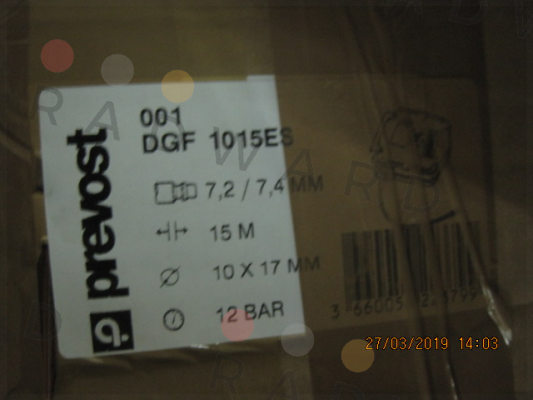 prevost
001
DGF 1015ES
7,2 / 7,4 MM
15 M
10 X 17 MM
12 BAR
27/03/2019 14:03